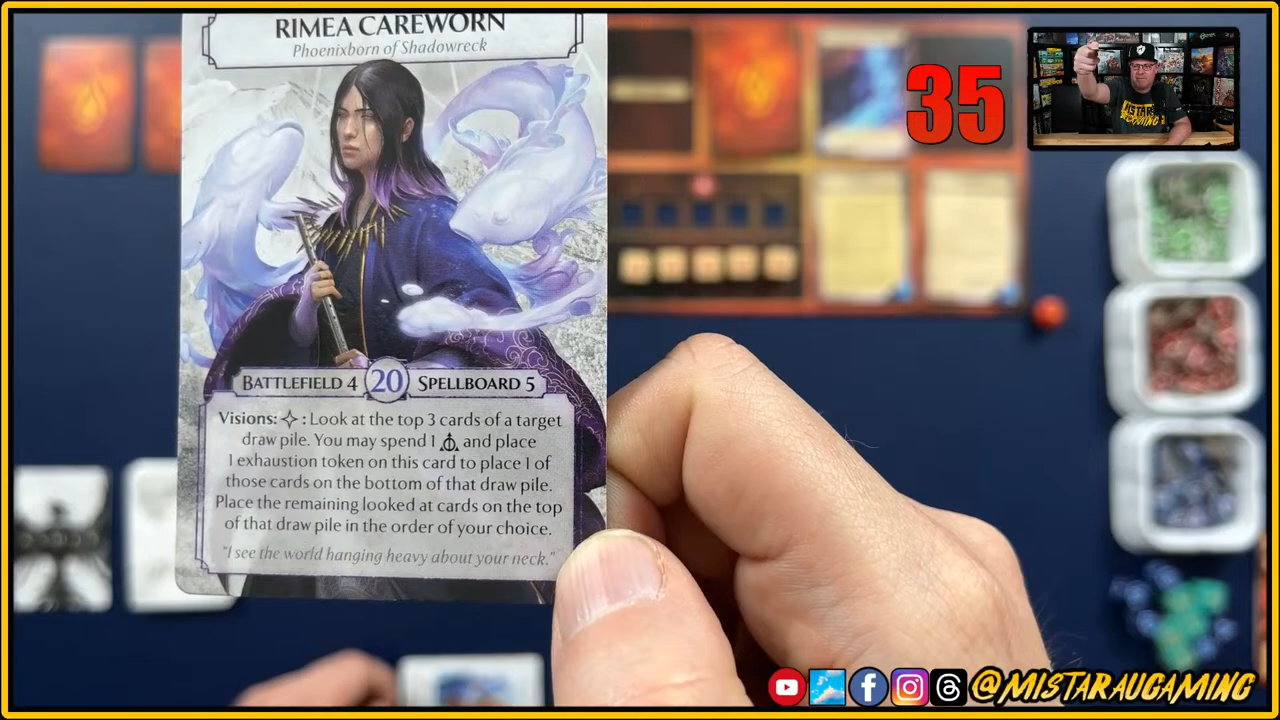 RIMEA CAREWORN
Phoenixborn of Shadowreck
35
BATTLEFIELD 4 20 SPELLBOARD 5
Visions: : Look at the top 3 cards of a target
draw pile. You may spend 1 and place
1 exhaustion token on this card to place 1 of
those cards on the bottom of that draw pile.
Place the remaining looked at cards on the top
of that draw pile in the order of your choice.
"I see the world hanging heavy about your neck."
@MISTARAUGAMING